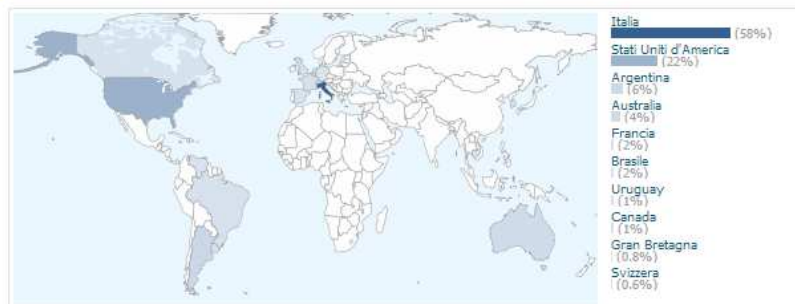 Italia
(58%)
Stati Uniti d'America
(22%)
Argentina
(6%)
Australia
(4%)
Francia
(2%)
Brasile
(2%)
Uruguay
(1%)
Canada
(1%)
Gran Bretagna
(0.8%)
Svizzera
(0.6%)